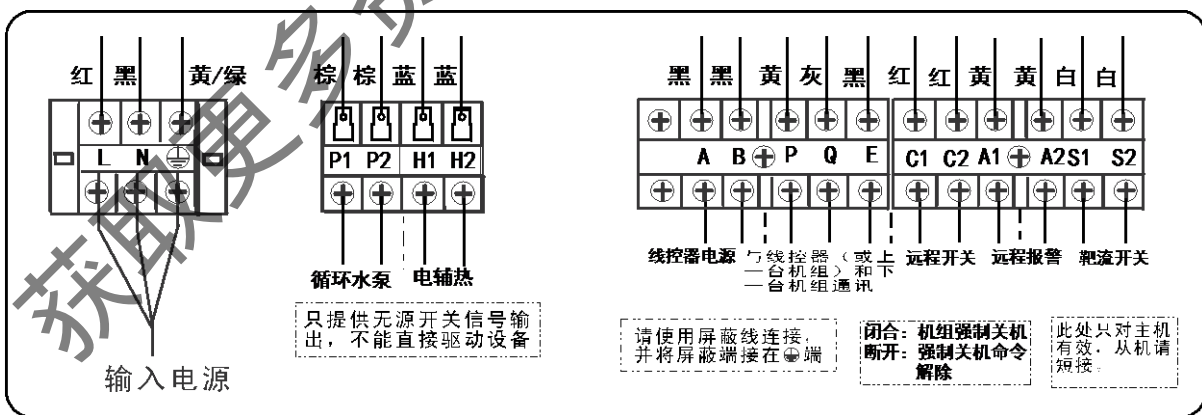 获取更多资
红 黑 黄/绿
L N
输入电源
棕 棕 蓝 蓝
P1 P2 H1 H2
循环水泵 电辅热
只提供无源开关信号输
出，不能直接驱动设备
黑 黑 黄 灰 黑 红 红 黄 黄 白 白
A B P Q E C1 C2 A1 A2 S1 S2
线控器电源
与线控器（或上
一台机组）和下
一台机组通讯
远程开关 远程报警 靶流开关
请使用屏蔽线连接，
并将屏蔽端接在端
闭合：机组强制关机
断开：强制关机命令
解除
此处只对主机
有效，从机请
短接。